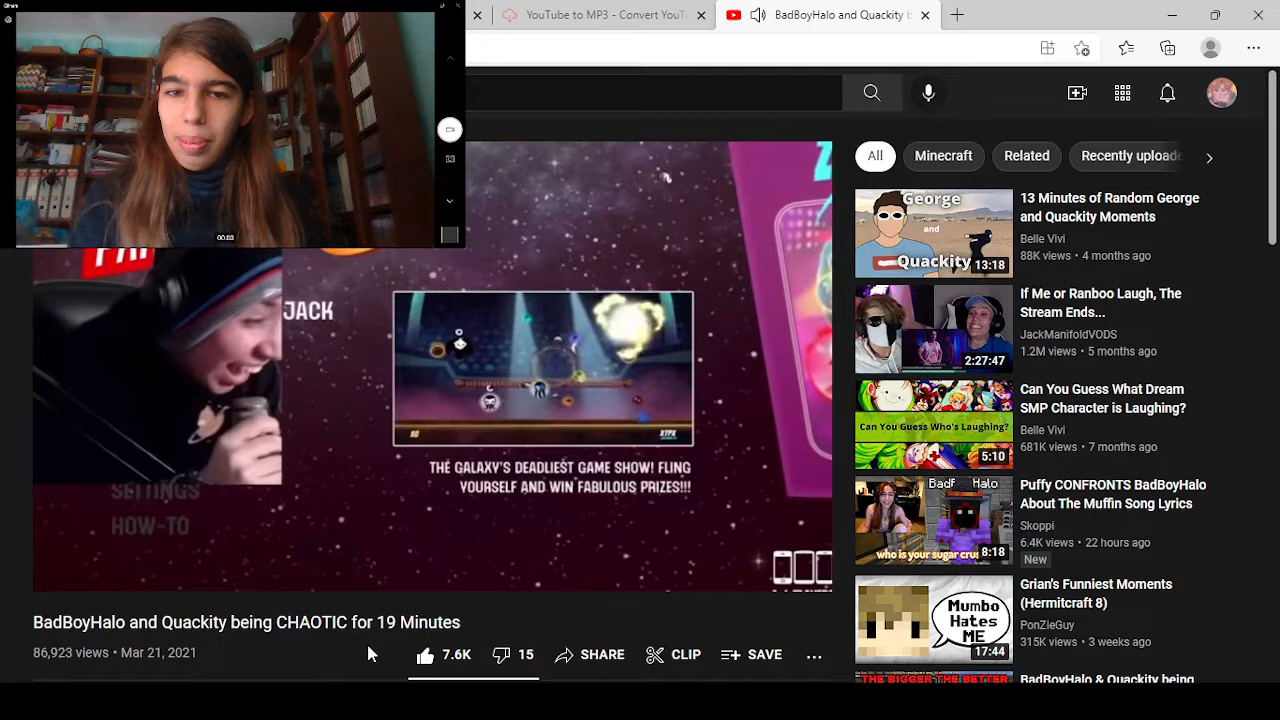 YouTube to MP3 - Convert YouT
BadBoyHalo and Quackity b
00:03
All
Minecraft
Related
Recently uploade
JACK
THE GALAXY'S DEADLIEST GAME SHOW! FLING
YOURSELF AND WIN FABULOUS PRIZES!!!
SETTINGS
HOW-TO
BadBoyHalo and Quackity being CHAOTIC for 19 Minutes
86,923 views • Mar 21, 2021
7.6K
15
SHARE
CLIP
SAVE
George
and
Quackity
13:18
13 Minutes of Random George
and Quackity Moments
Belle Vivi
88K views • 4 months ago
2:27:47
If Me or Ranboo Laugh, The
Stream Ends...
JackManifoldVODS
1.2M views • 5 months ago
Can You Guess Who's Laughing?
5:10
Can You Guess What Dream
SMP Character is Laughing?
Belle Vivi
681K views • 7 months ago
BadBoyHalo
who is your sugar crus
8:18
Puffy CONFRONTS BadBoyHalo
About The Muffin Song Lyrics
Skoppi
6.4K views • 22 hours ago
New
Mumbo
Hates
ME
17:44
Grian's Funniest Moments
(Hermitcraft 8)
PonZieGuy
315K views • 3 weeks ago
THE BIGGER THE BETTER
BadBoyHalo & Quackity being